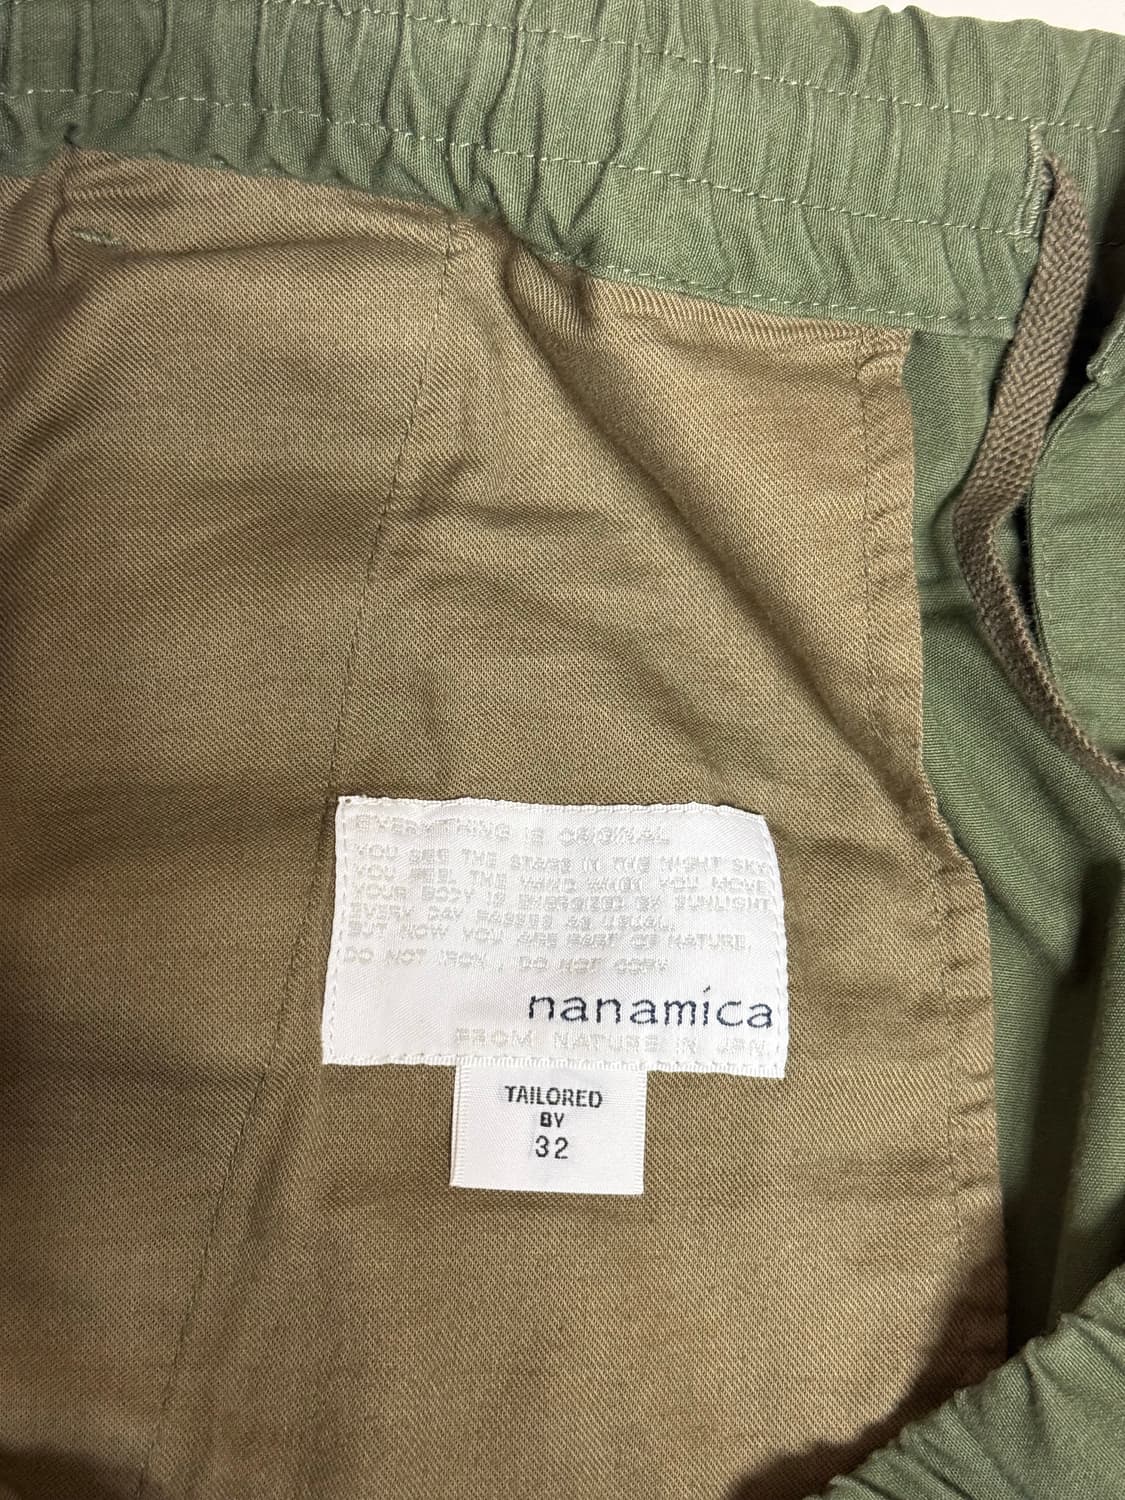 EVERYTHING IS ORIGINAL
YOU SEE THE STARS IN THE NIGHT SKY.
YOU FEEL THE WIND WHEN YOU MOVE.
YOUR BODY IS ENERGIZED BY SUNLIGHT.
EVERY DAY PASSES AS USUAL.
BUT NOW YOU ARE PART OF NATURE.
DO NOT IRON , DO NOT COPY
nanamíca
FROM NATURE IN JPN.
TAILORED
BY
32